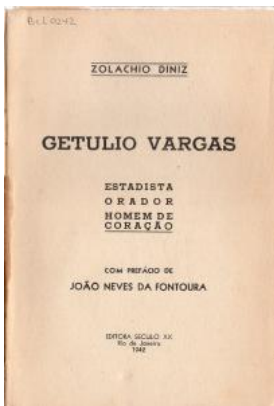 ZOLACHIO DINIZ
GETULIO VARGAS
ESTADISTA
ORADOR
HOMEM DE
CORAÇÃO
COM PREFÁCIO DE
JOÃO NEVES DA FONTOURA
EDITORA SECULO XX
Rio de Janeiro
1942